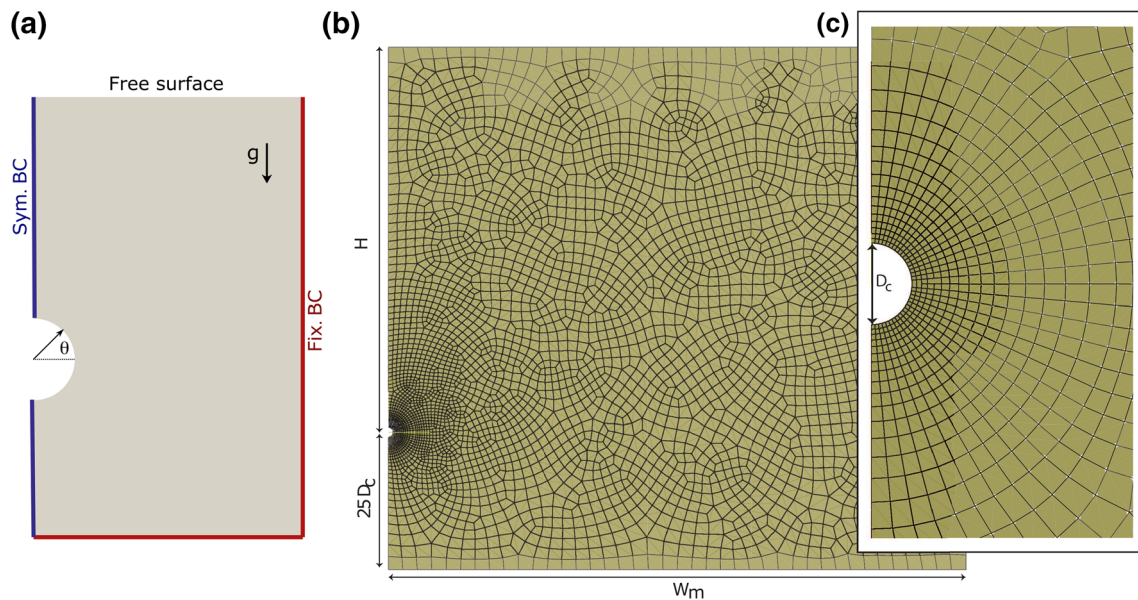 (a)
Free surface
g
Sym. BC
θ
Fix. BC
(b)
H
25Dc
Wm
(c)
Dc